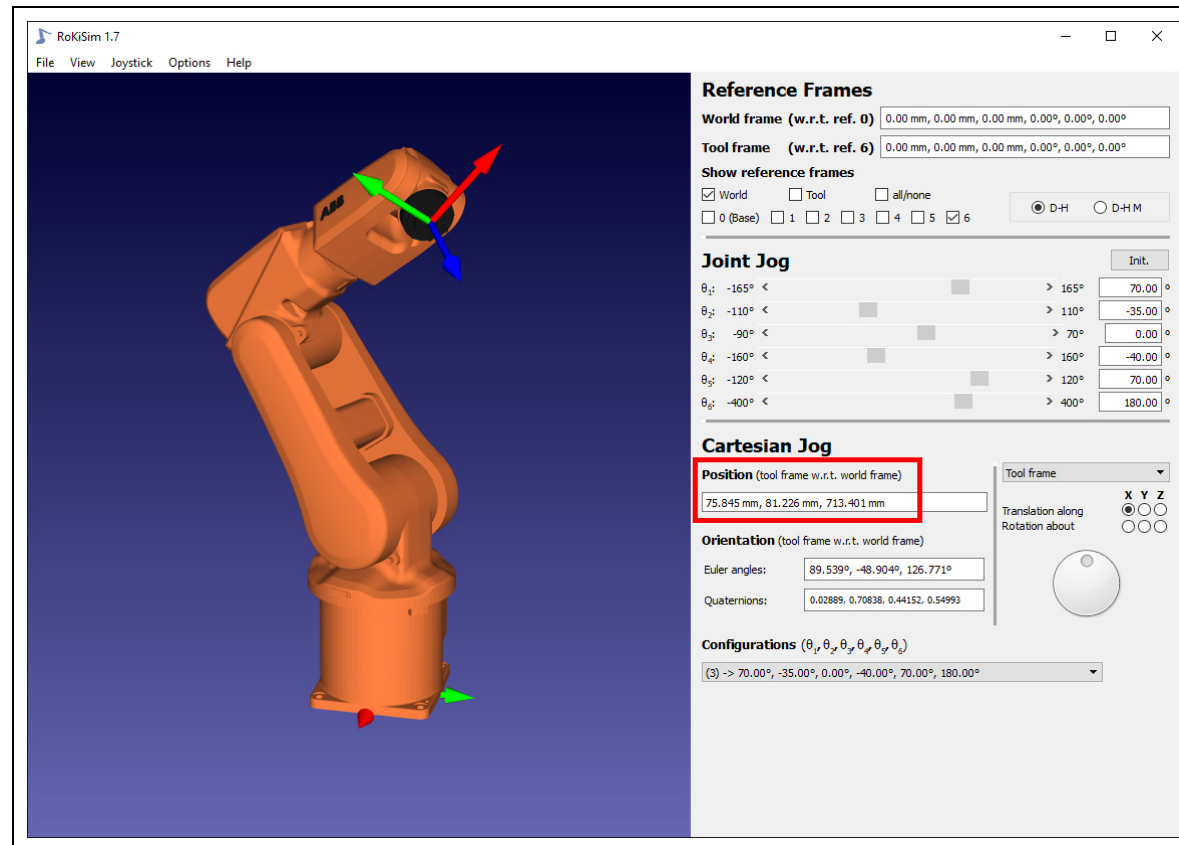 RoKiSim 1.7
File View Joystick Options Help
ABB
Reference Frames
World frame (w.r.t. ref. 0) 0.00 mm, 0.00 mm, 0.00 mm, 0.00°, 0.00°, 0.00°
Tool frame (w.r.t. ref. 6) 0.00 mm, 0.00 mm, 0.00 mm, 0.00°, 0.00°, 0.00°
Show reference frames
World Tool all/none
0 (Base) 1 2 3 4 5 6 D-H D-H M
Joint Jog Init.
θ₁: -165° < > 165° 70.00 °
θ₂: -110° < > 110° -35.00 °
θ₃: -90° < > 70° 0.00 °
θ₄: -160° < > 160° -40.00 °
θ₅: -120° < > 120° 70.00 °
θ₆: -400° < > 400° 180.00 °
Cartesian Jog
Position (tool frame w.r.t. world frame) Tool frame
75.845 mm, 81.226 mm, 713.401 mm
X Y Z
Translation along
Rotation about
Orientation (tool frame w.r.t. world frame)
Euler angles: 89.539°, -48.904°, 126.771°
Quaternions: 0.02889, 0.70838, 0.44152, 0.54993
Configurations (θ₁, θ₂, θ₃, θ₄, θ₅, θ₆)
(3) -> 70.00°, -35.00°, 0.00°, -40.00°, 70.00°, 180.00°